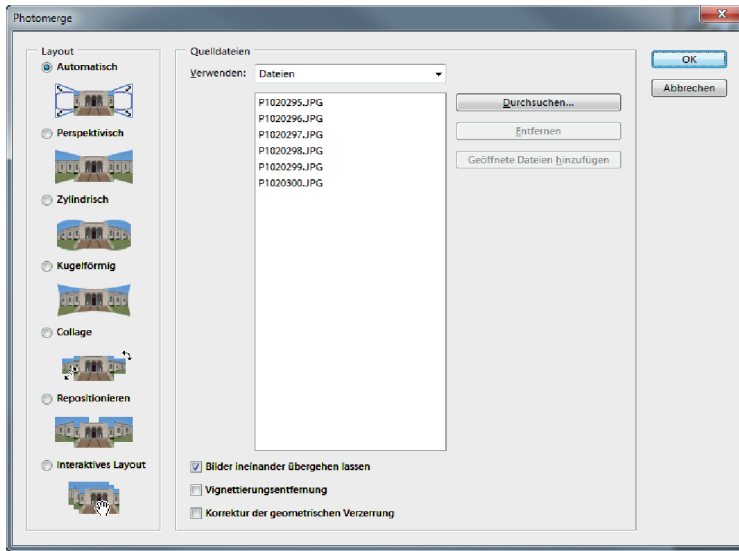 Photomerge
Layout
Automatisch
Perspektivisch
Zylindrisch
Kugelförmig
Collage
Repositionieren
Interaktives Layout
Quelldateien
Verwenden: Dateien
P1020295.JPG
P1020296.JPG
P1020297.JPG
P1020298.JPG
P1020299.JPG
P1020300.JPG
Durchsuchen...
Entfernen
Geöffnete Dateien hinzufügen
Bilder ineinander übergehen lassen
Vignettierungsentfernung
Korrektur der geometrischen Verzerrung
OK
Abbrechen